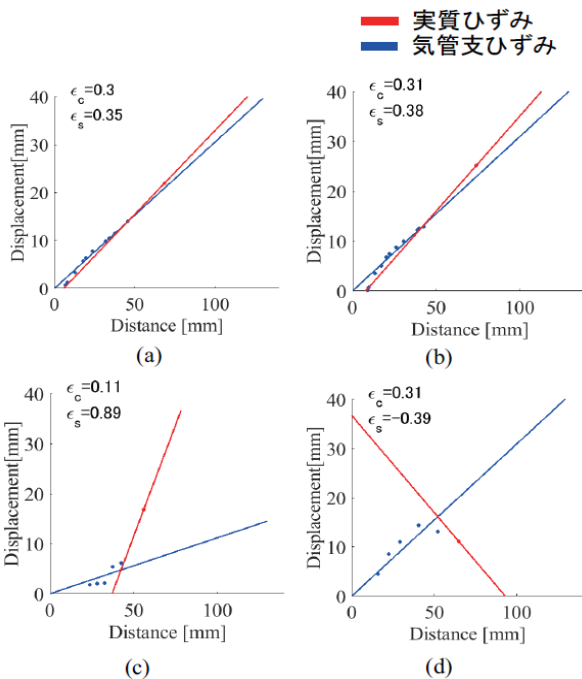 実質ひずみ
気管支ひずみ
ϵc=0.3
ϵs=0.35
40
30
20
10
0
Displacement[mm]
50
100
Distance [mm]
(a)
ϵc=0.31
ϵs=0.38
40
30
20
10
0
Displacement[mm]
50
100
Distance [mm]
(b)
ϵc=0.11
ϵs=0.89
40
30
20
10
0
Displacement[mm]
0
50
100
Distance [mm]
(c)
ϵc=0.31
ϵs=-0.39
40
30
20
10
0
Displacement[mm]
0
50
100
Distance [mm]
(d)